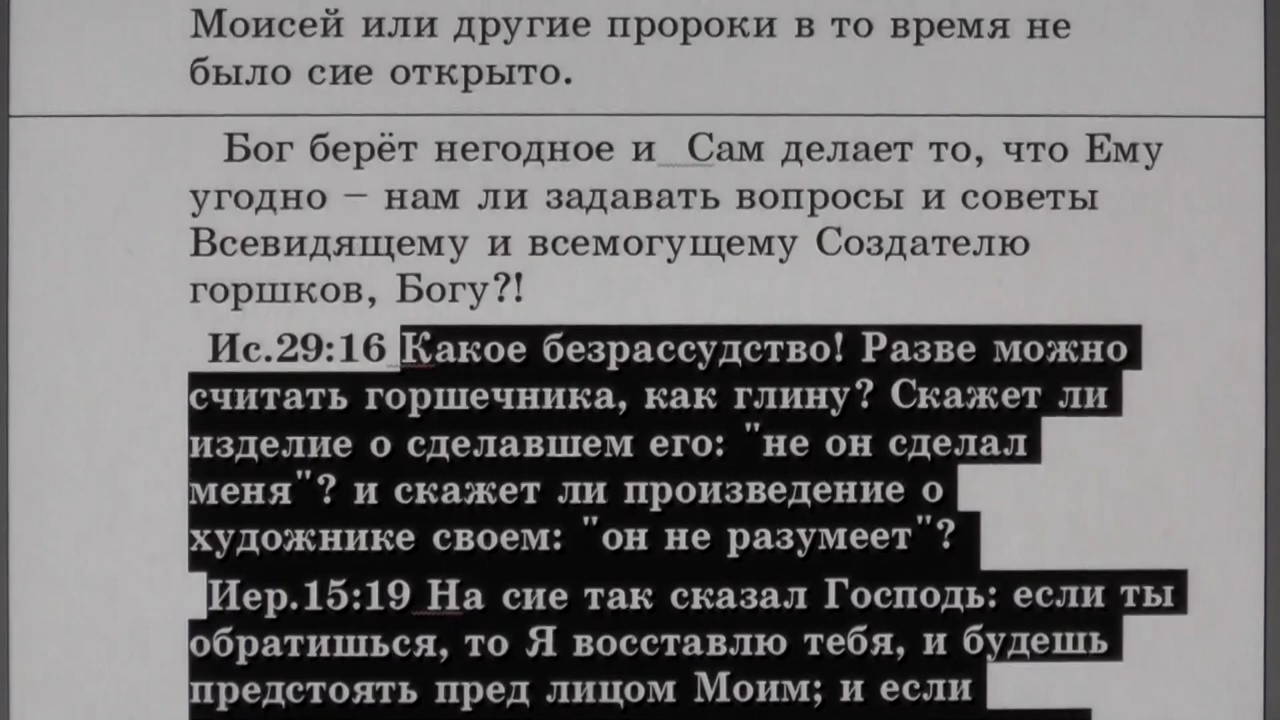 Моисей или другие пророки в то время не
было сие открыто.
Бог берёт негодное и  Сам делает то, что Ему
угодно – нам ли задавать вопросы и советы
Всевидящему и всемогущему Создателю
горшков, Богу?!
Ис.29:16 Какое безрассудство! Разве можно
считать горшечника, как глину? Скажет ли
изделие о сделавшем его: "не он сделал
меня"? и скажет ли произведение о
художнике своем: "он не разумеет"?
Иер.15:19 На сие так сказал Господь: если ты
обратишься, то Я восставлю тебя, и будешь
предстоять пред лицом Моим; и если